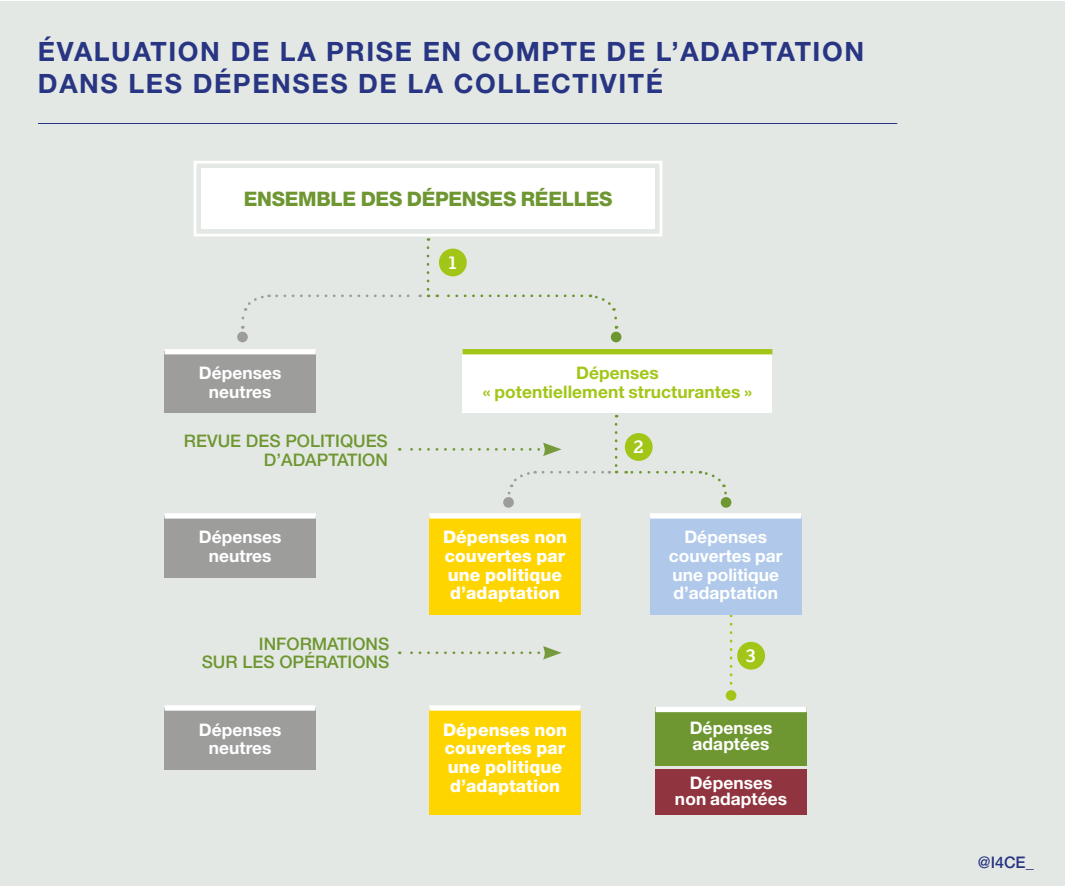 ÉVALUATION DE LA PRISE EN COMPTE DE L'ADAPTATION
DANS LES DÉPENSES DE LA COLLECTIVITÉ
ENSEMBLE DES DÉPENSES RÉELLES
1
Dépenses
neutres
Dépenses
« potentiellement structurantes »
REVUE DES POLITIQUES
D'ADAPTATION
2
Dépenses
neutres
Dépenses non
couvertes par
une politique
d'adaptation
Dépenses
couvertes par
une politique
d'adaptation
INFORMATIONS
SUR LES OPÉRATIONS
3
Dépenses
neutres
Dépenses non
couvertes par
une politique
d'adaptation
Dépenses
adaptées
Dépenses
non adaptées
@I4CE_